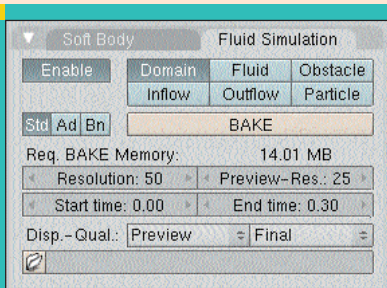 Soft Body Fluid Simulation
Enable Domain Fluid Obstacle
Inflow Outflow Particle
Std Ad Bn BAKE
Req. BAKE Memory: 14.01 MB
Resolution: 50 Preview-Res.: 25
Start time: 0.00 End time: 0.30
Disp.-Qual.: Preview Final